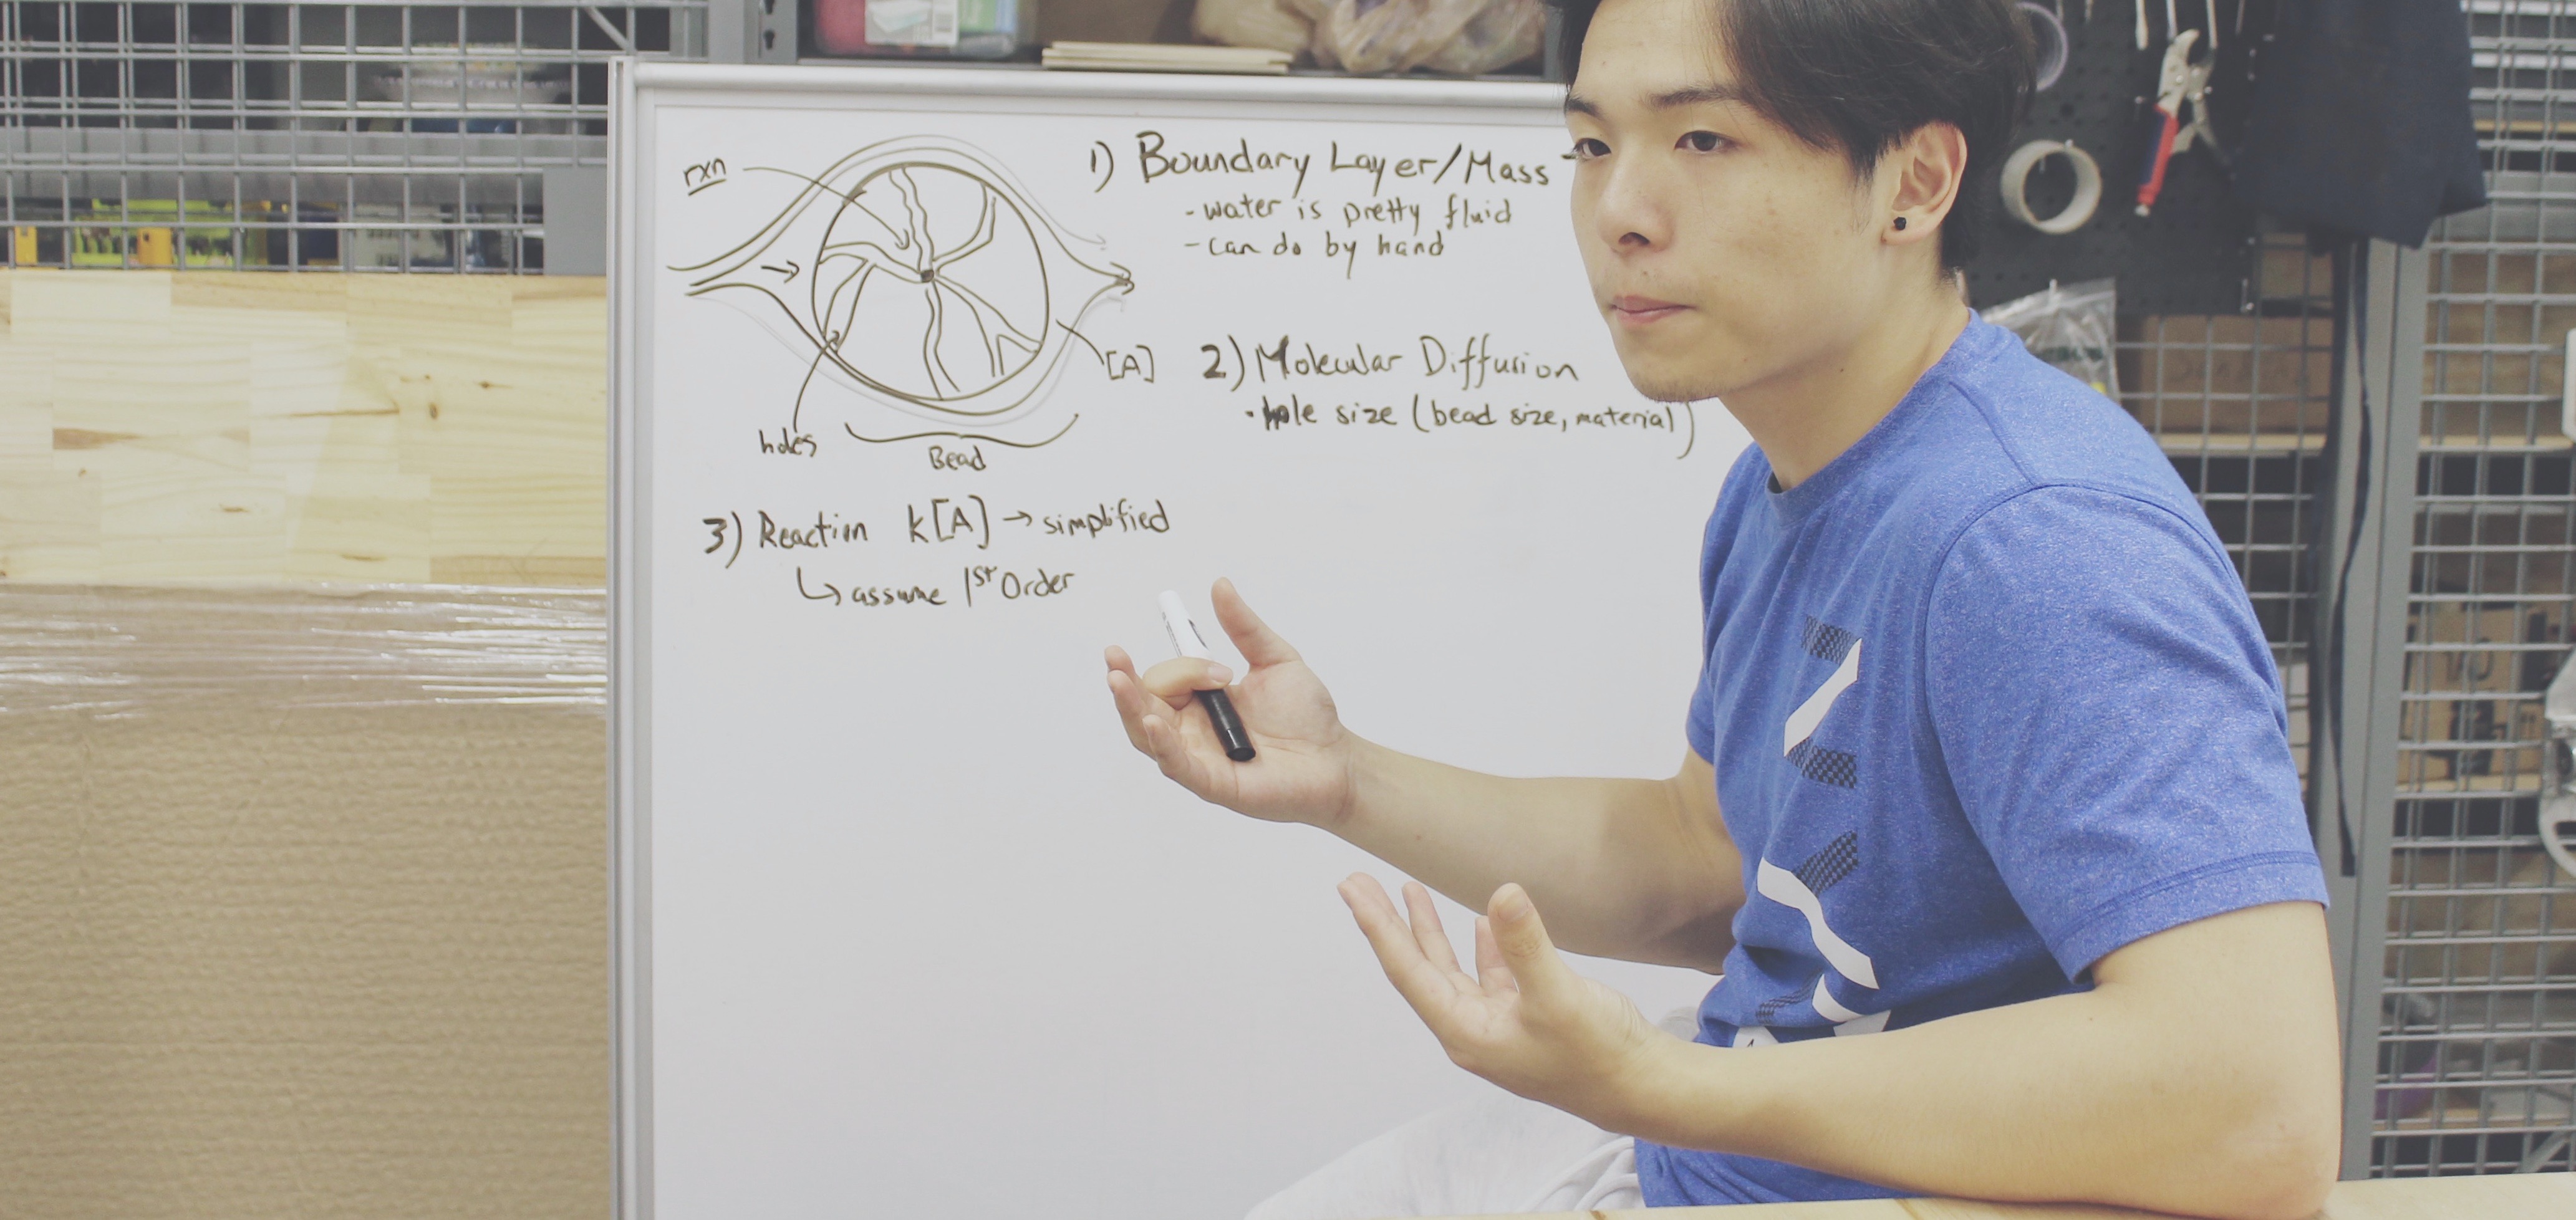 rxn
[A]
holes
Bead
1) Boundary Layer/Mass
- water is pretty fluid
- can do by hand
2) Molecular Diffusion
• hole size (bead size, material)
3) Reaction k[A] → simplified
↳ assume 1st Order